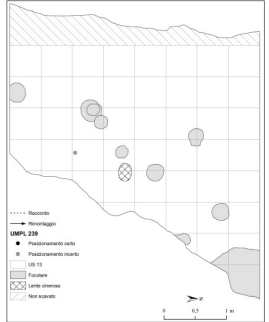 Raccordo
Rimontaggio
UMPL 239
Posizionamento certo
Posizionamento incerto
US 13
Focolare
Lente cinerosa
Non scavato
z
0 0,5 1 m